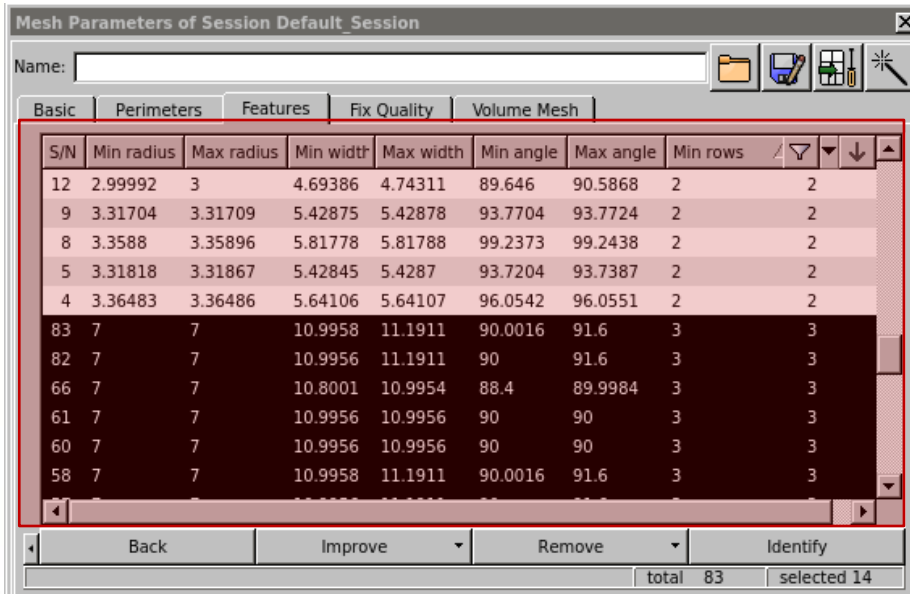 Mesh Parameters of Session Default_Session
Name:
Basic Perimeters Features Fix Quality Volume Mesh
S/N Min radius Max radius Min width Max width Min angle Max angle Min rows
12 2.99992 3 4.69386 4.74311 89.646 90.5868 2 2
9 3.31704 3.31709 5.42875 5.42878 93.7704 93.7724 2 2
8 3.3588 3.35896 5.81778 5.81788 99.2373 99.2438 2 2
5 3.31818 3.31867 5.42845 5.4287 93.7204 93.7387 2 2
4 3.36483 3.36486 5.64106 5.64107 96.0542 96.0551 2 2
83 7 7 10.9958 11.1911 90.0016 91.6 3 3
82 7 7 10.9956 11.1911 90 91.6 3 3
66 7 7 10.8001 10.9954 88.4 89.9984 3 3
61 7 7 10.9956 10.9956 90 90 3 3
60 7 7 10.9956 10.9956 90 90 3 3
58 7 7 10.9958 11.1911 90.0016 91.6 3 3
Back Improve Remove Identify
total 83 selected 14